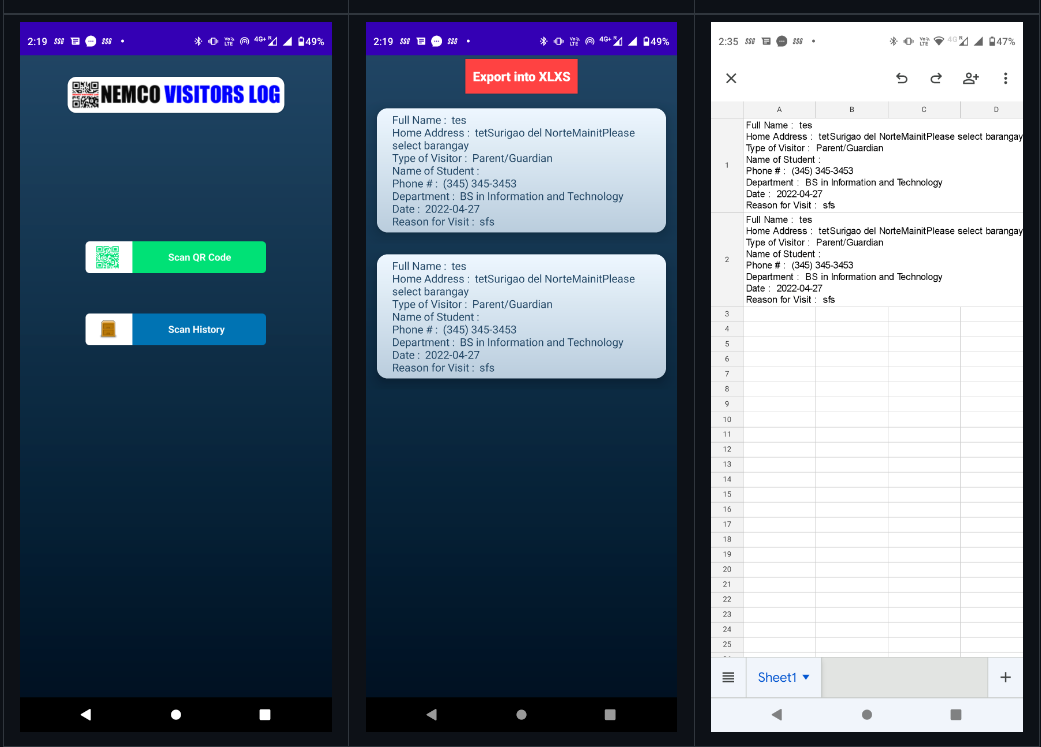 2:19
4G+
49%
NEMCO VISITORS LOG
Scan QR Code
Scan History
2:19
4G+
49%
Export into XLXS
Full Name : tes
Home Address : tetSurigao del NorteMainitPlease
select barangay
Type of Visitor : Parent/Guardian
Name of Student :
Phone # : (345) 345-3453
Department : BS in Information and Technology
Date : 2022-04-27
Reason for Visit : sfs
Full Name : tes
Home Address : tetSurigao del NorteMainitPlease
select barangay
Type of Visitor : Parent/Guardian
Name of Student :
Phone # : (345) 345-3453
Department : BS in Information and Technology
Date : 2022-04-27
Reason for Visit : sfs
2:35
4G
47%
A B C D
1
Full Name : tes
Home Address : tetSurigao del NorteMainitPlease select barangay
Type of Visitor : Parent/Guardian
Name of Student :
Phone # : (345) 345-3453
Department : BS in Information and Technology
Date : 2022-04-27
Reason for Visit : sfs
2
Full Name : tes
Home Address : tetSurigao del NorteMainitPlease select barangay
Type of Visitor : Parent/Guardian
Name of Student :
Phone # : (345) 345-3453
Department : BS in Information and Technology
Date : 2022-04-27
Reason for Visit : sfs
3
4
5
6
7
8
9
10
11
12
13
14
15
16
17
18
19
20
21
22
23
24
25
Sheet1